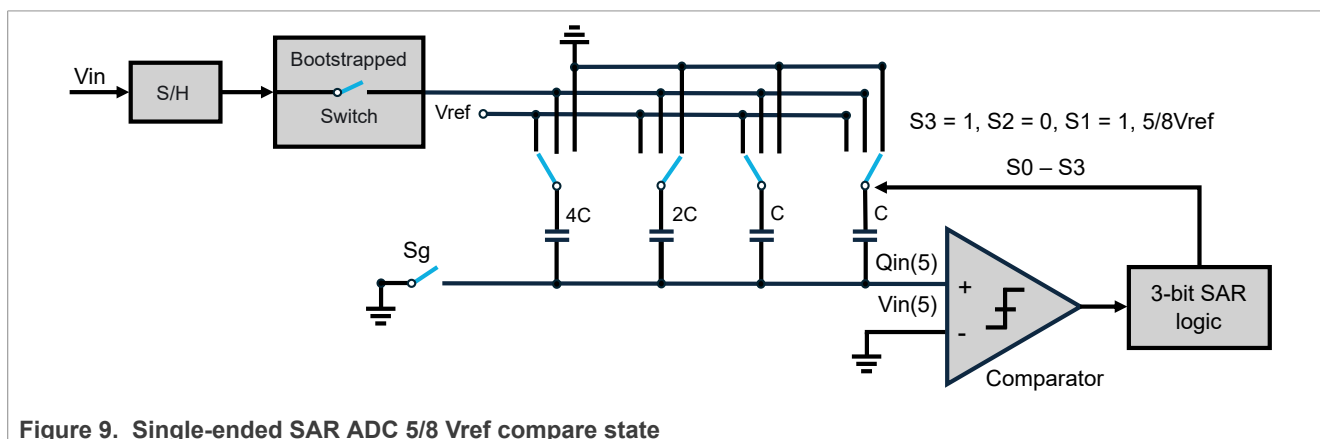 Vin
S/H
Bootstrapped
Switch
Vref
S3 = 1, S2 = 0, S1 = 1, 5/8Vref
S0 – S3
4C
2C
C
C
Sg
Qin(5)
Vin(5)
+
-
3-bit SAR
logic
Comparator
Figure 9. Single-ended SAR ADC 5/8 Vref compare state